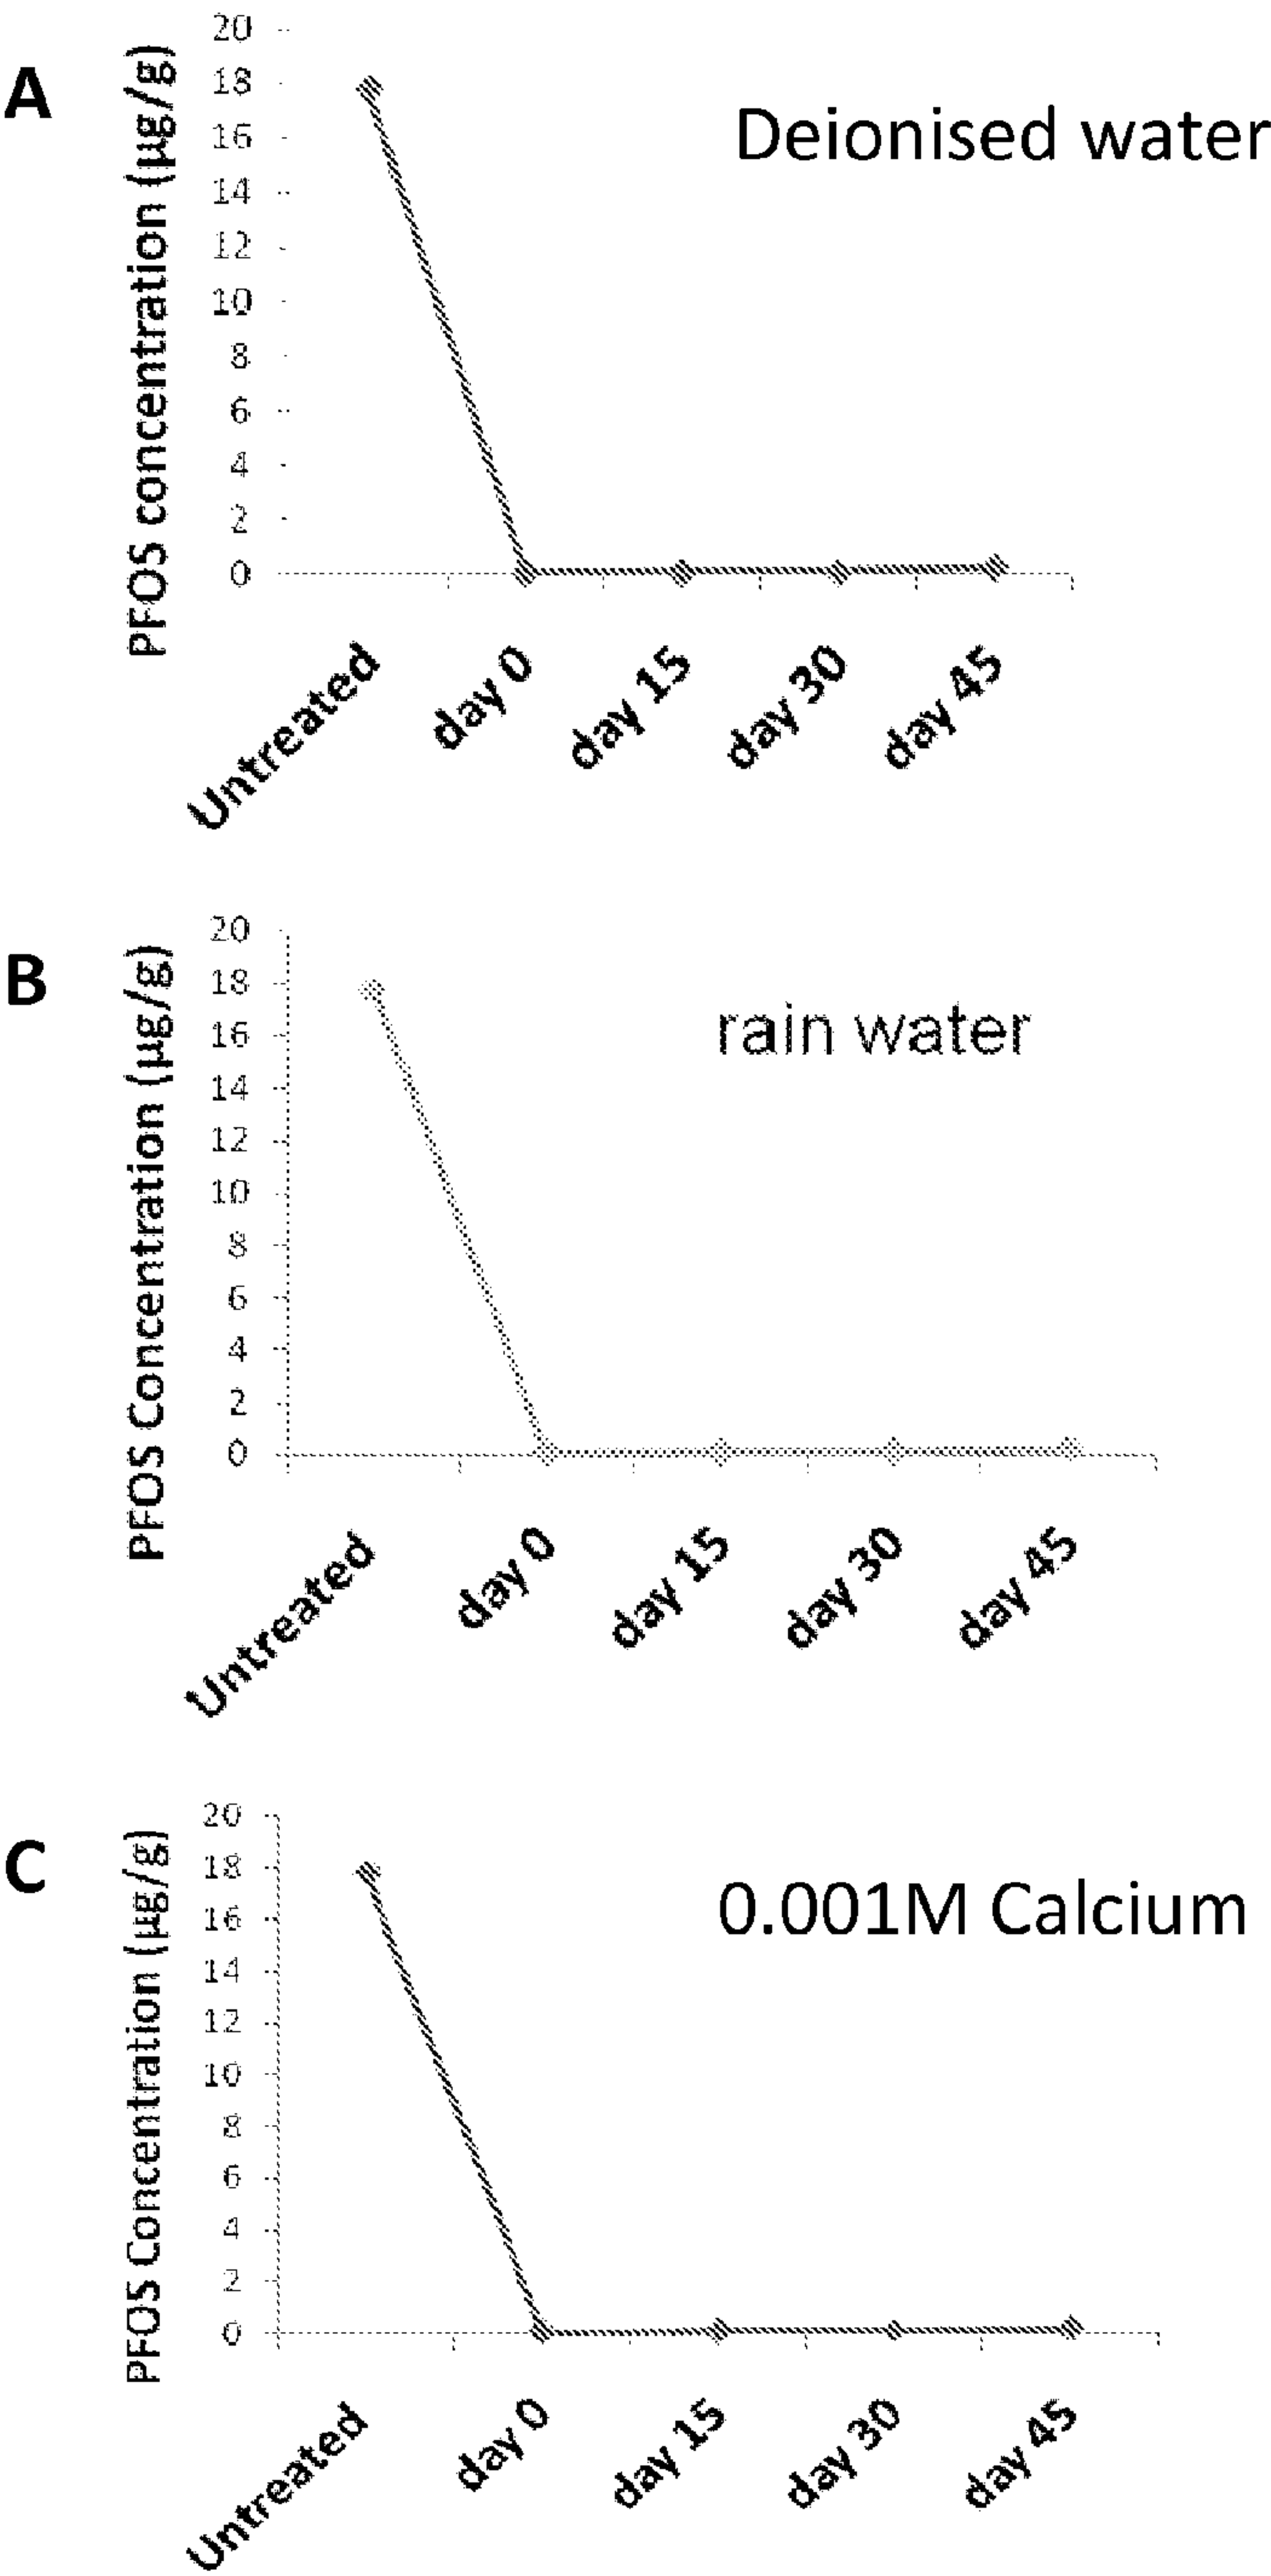 A
PFOS concentration (µg/g)
20
18
16
14
12
10
8
6
4
2
0
Deionised water
Untreated
day 0
day 15
day 30
day 45
B
PFOS Concentration (µg/g)
20
18
16
14
12
10
8
6
4
2
0
rain water
Untreated
day 0
day 15
day 30
day 45
C
PFOS Concentration (µg/g)
20
18
16
14
12
10
8
6
4
2
0
0.001M Calcium
Untreated
day 0
day 15
day 30
day 45